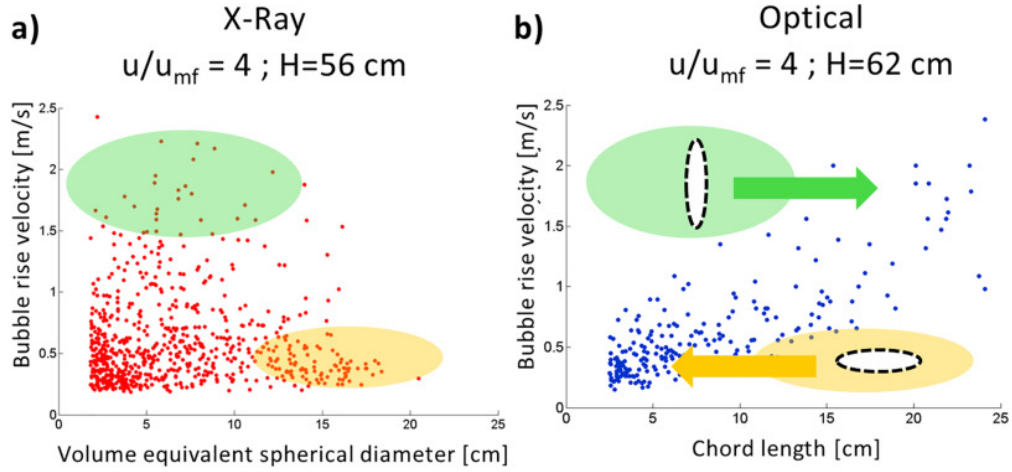 a)
X-Ray
u/umf = 4 ; H=56 cm
Bubble rise velocity [m/s]
2.5
2
1.5
1
0.5
0
0
5
10
15
20
25
Volume equivalent spherical diameter [cm]
b)
Optical
u/umf = 4 ; H=62 cm
Bubble rise velocity [m/s]
2.5
2
1.5
1
0.5
0
0
5
10
15
20
25
Chord length [cm]